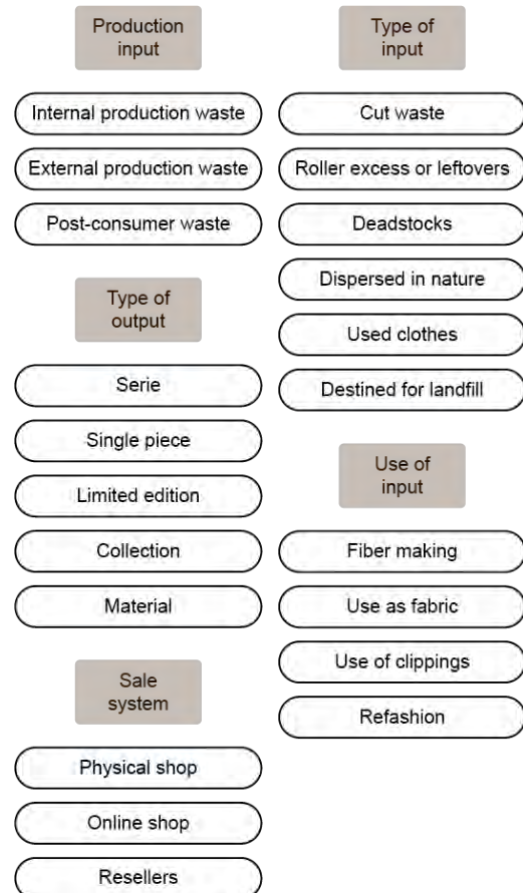 Production
input
Internal production waste
External production waste
Post-consumer waste
Type of
output
Serie
Single piece
Limited edition
Collection
Material
Sale
system
Physical shop
Online shop
Resellers
Type of
input
Cut waste
Roller excess or leftovers
Deadstocks
Dispersed in nature
Used clothes
Destined for landfill
Use of
input
Fiber making
Use as fabric
Use of clippings
Refashion